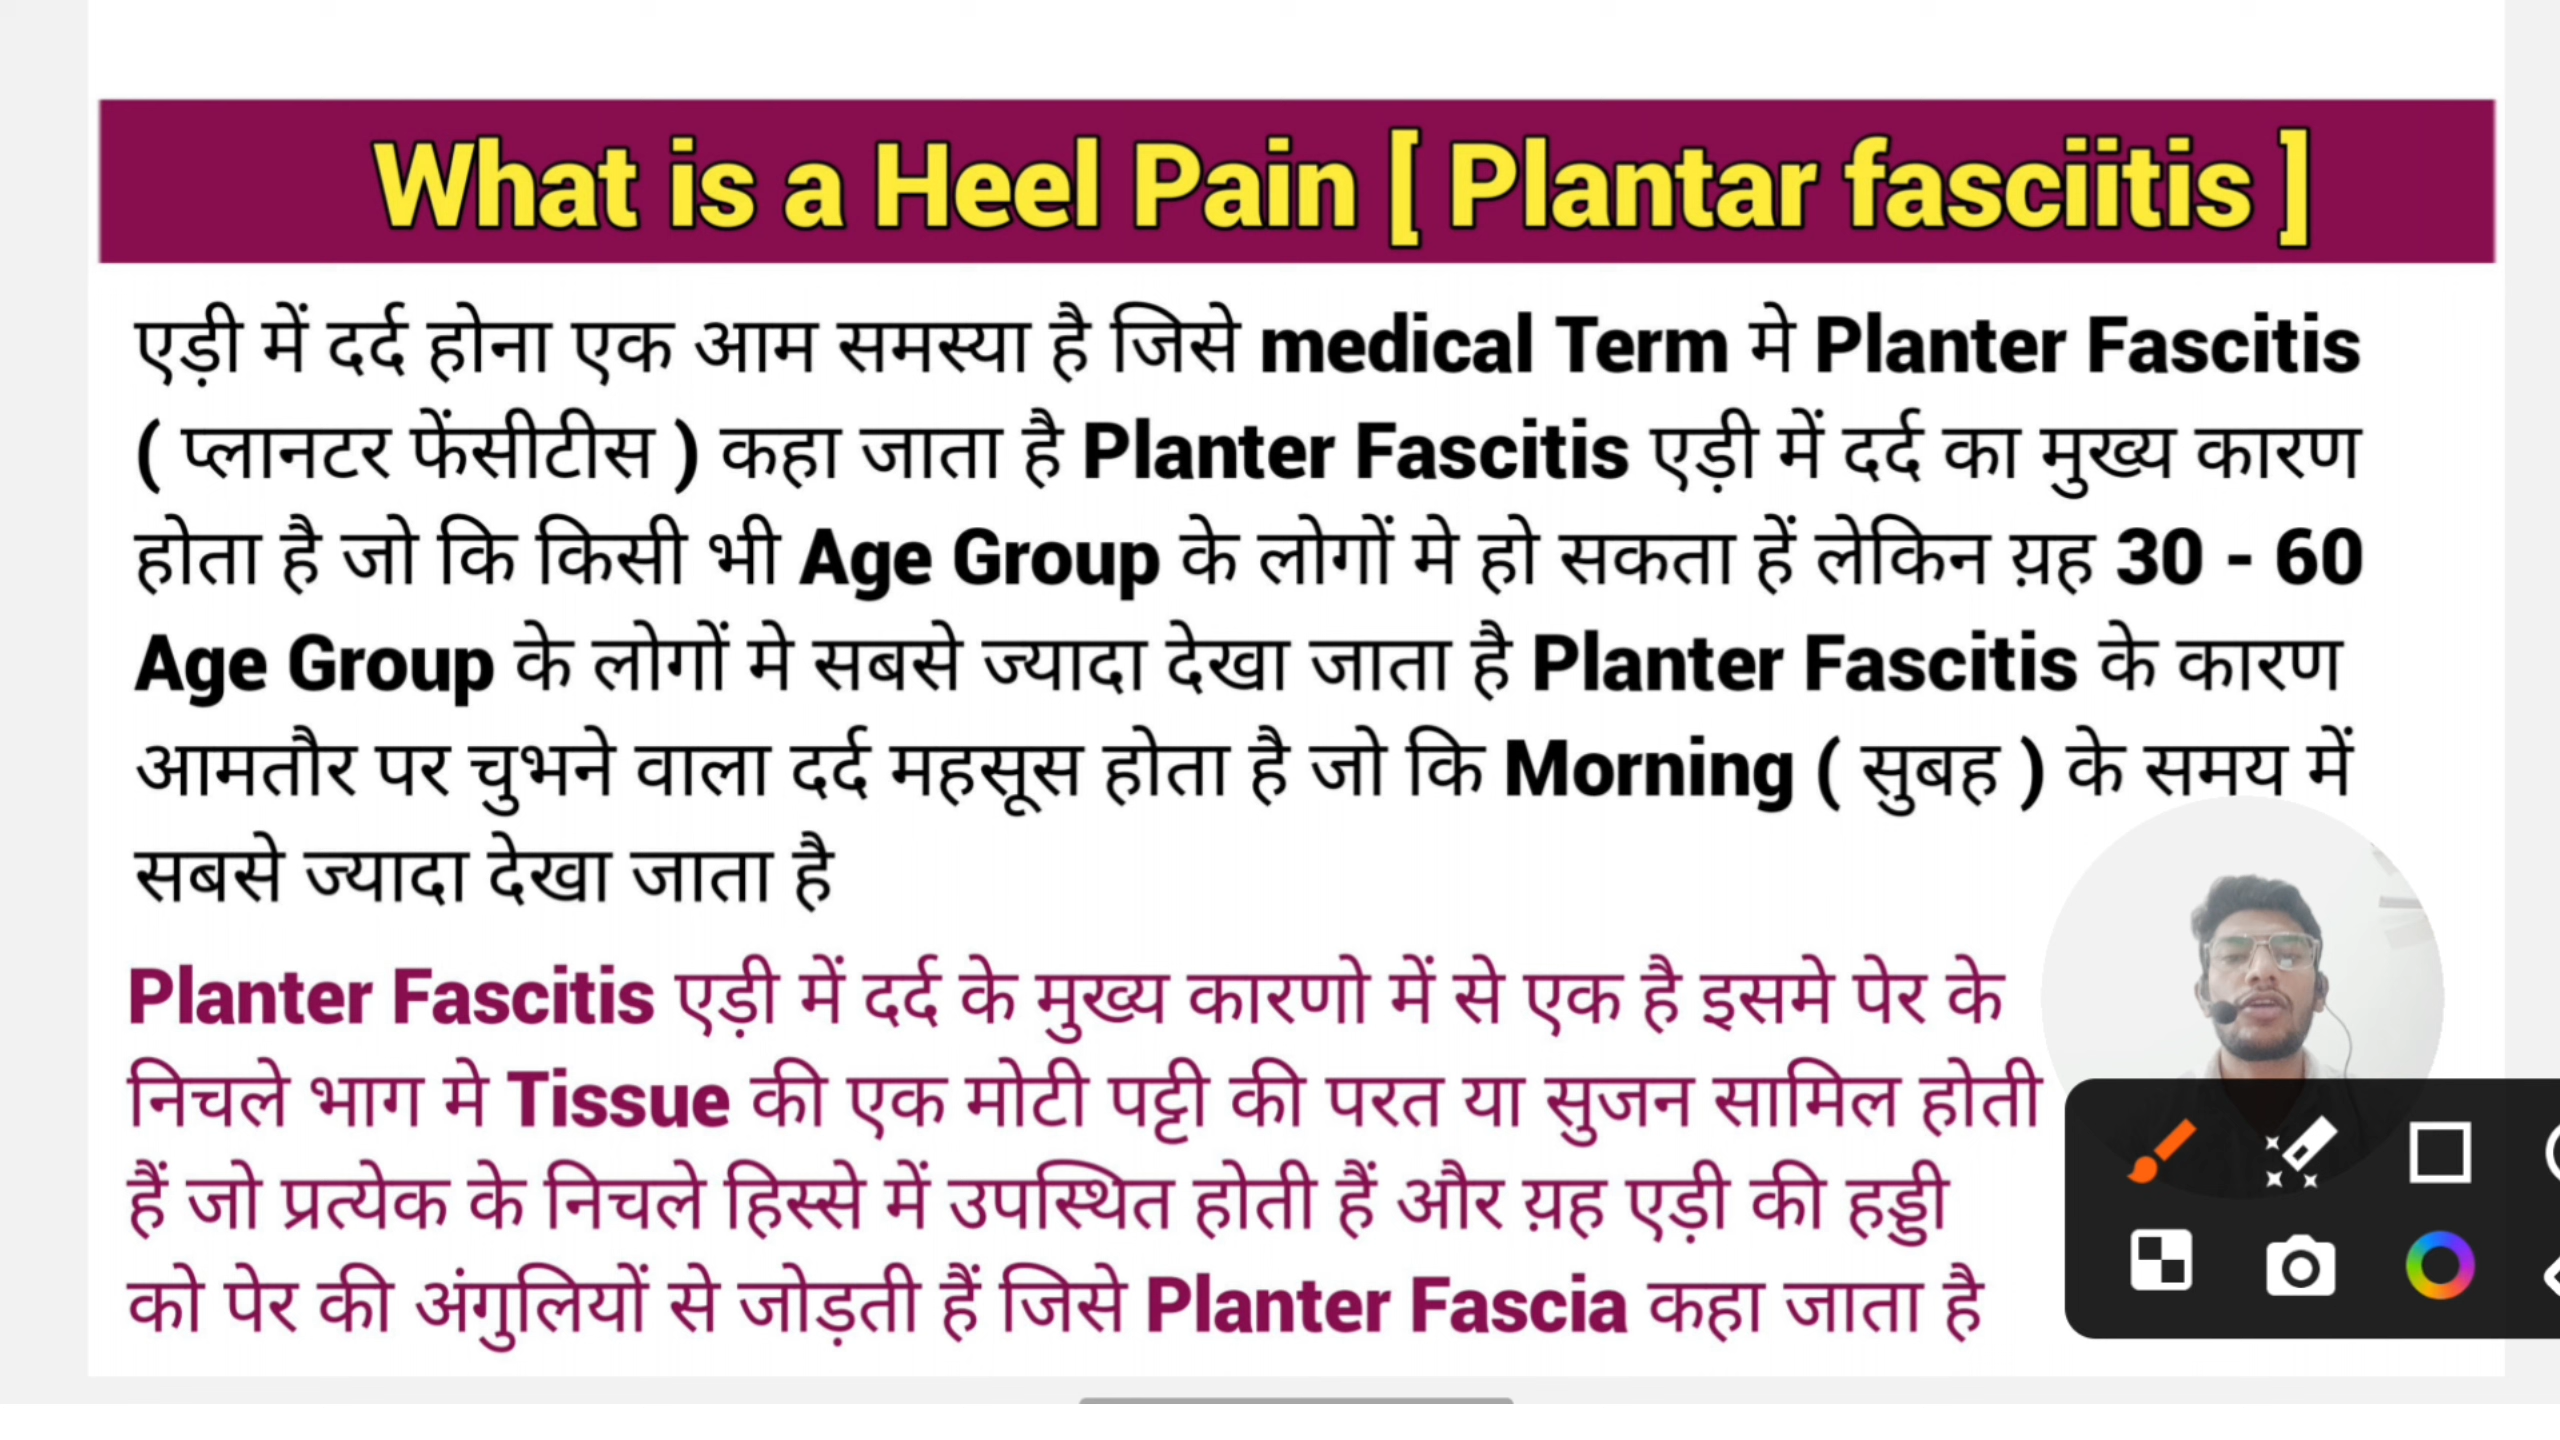 What is a Heel Pain [ Plantar fasciitis ]
एड़ी में दर्द होना एक आम समस्या है जिसे medical Term मे Planter Fascitis
( प्लानटर फेंसीटीस ) कहा जाता है Planter Fascitis एड़ी में दर्द का मुख्य कारण
होता है जो कि किसी भी Age Group के लोगों मे हो सकता हें लेकिन य़ह 30 - 60
Age Group के लोगों मे सबसे ज्यादा देखा जाता है Planter Fascitis के कारण
आमतौर पर चुभने वाला दर्द महसूस होता है जो कि Morning ( सुबह ) के समय में
सबसे ज्यादा देखा जाता है
Planter Fascitis एड़ी में दर्द के मुख्य कारणो में से एक है इसमे पेर के
निचले भाग मे Tissue की एक मोटी पट्टी की परत या सुजन सामिल होती
हैं जो प्रत्येक के निचले हिस्से में उपस्थित होती हैं और य़ह एड़ी की हड्डी
को पेर की अंगुलियों से जोड़ती हैं जिसे Planter Fascia कहा जाता है